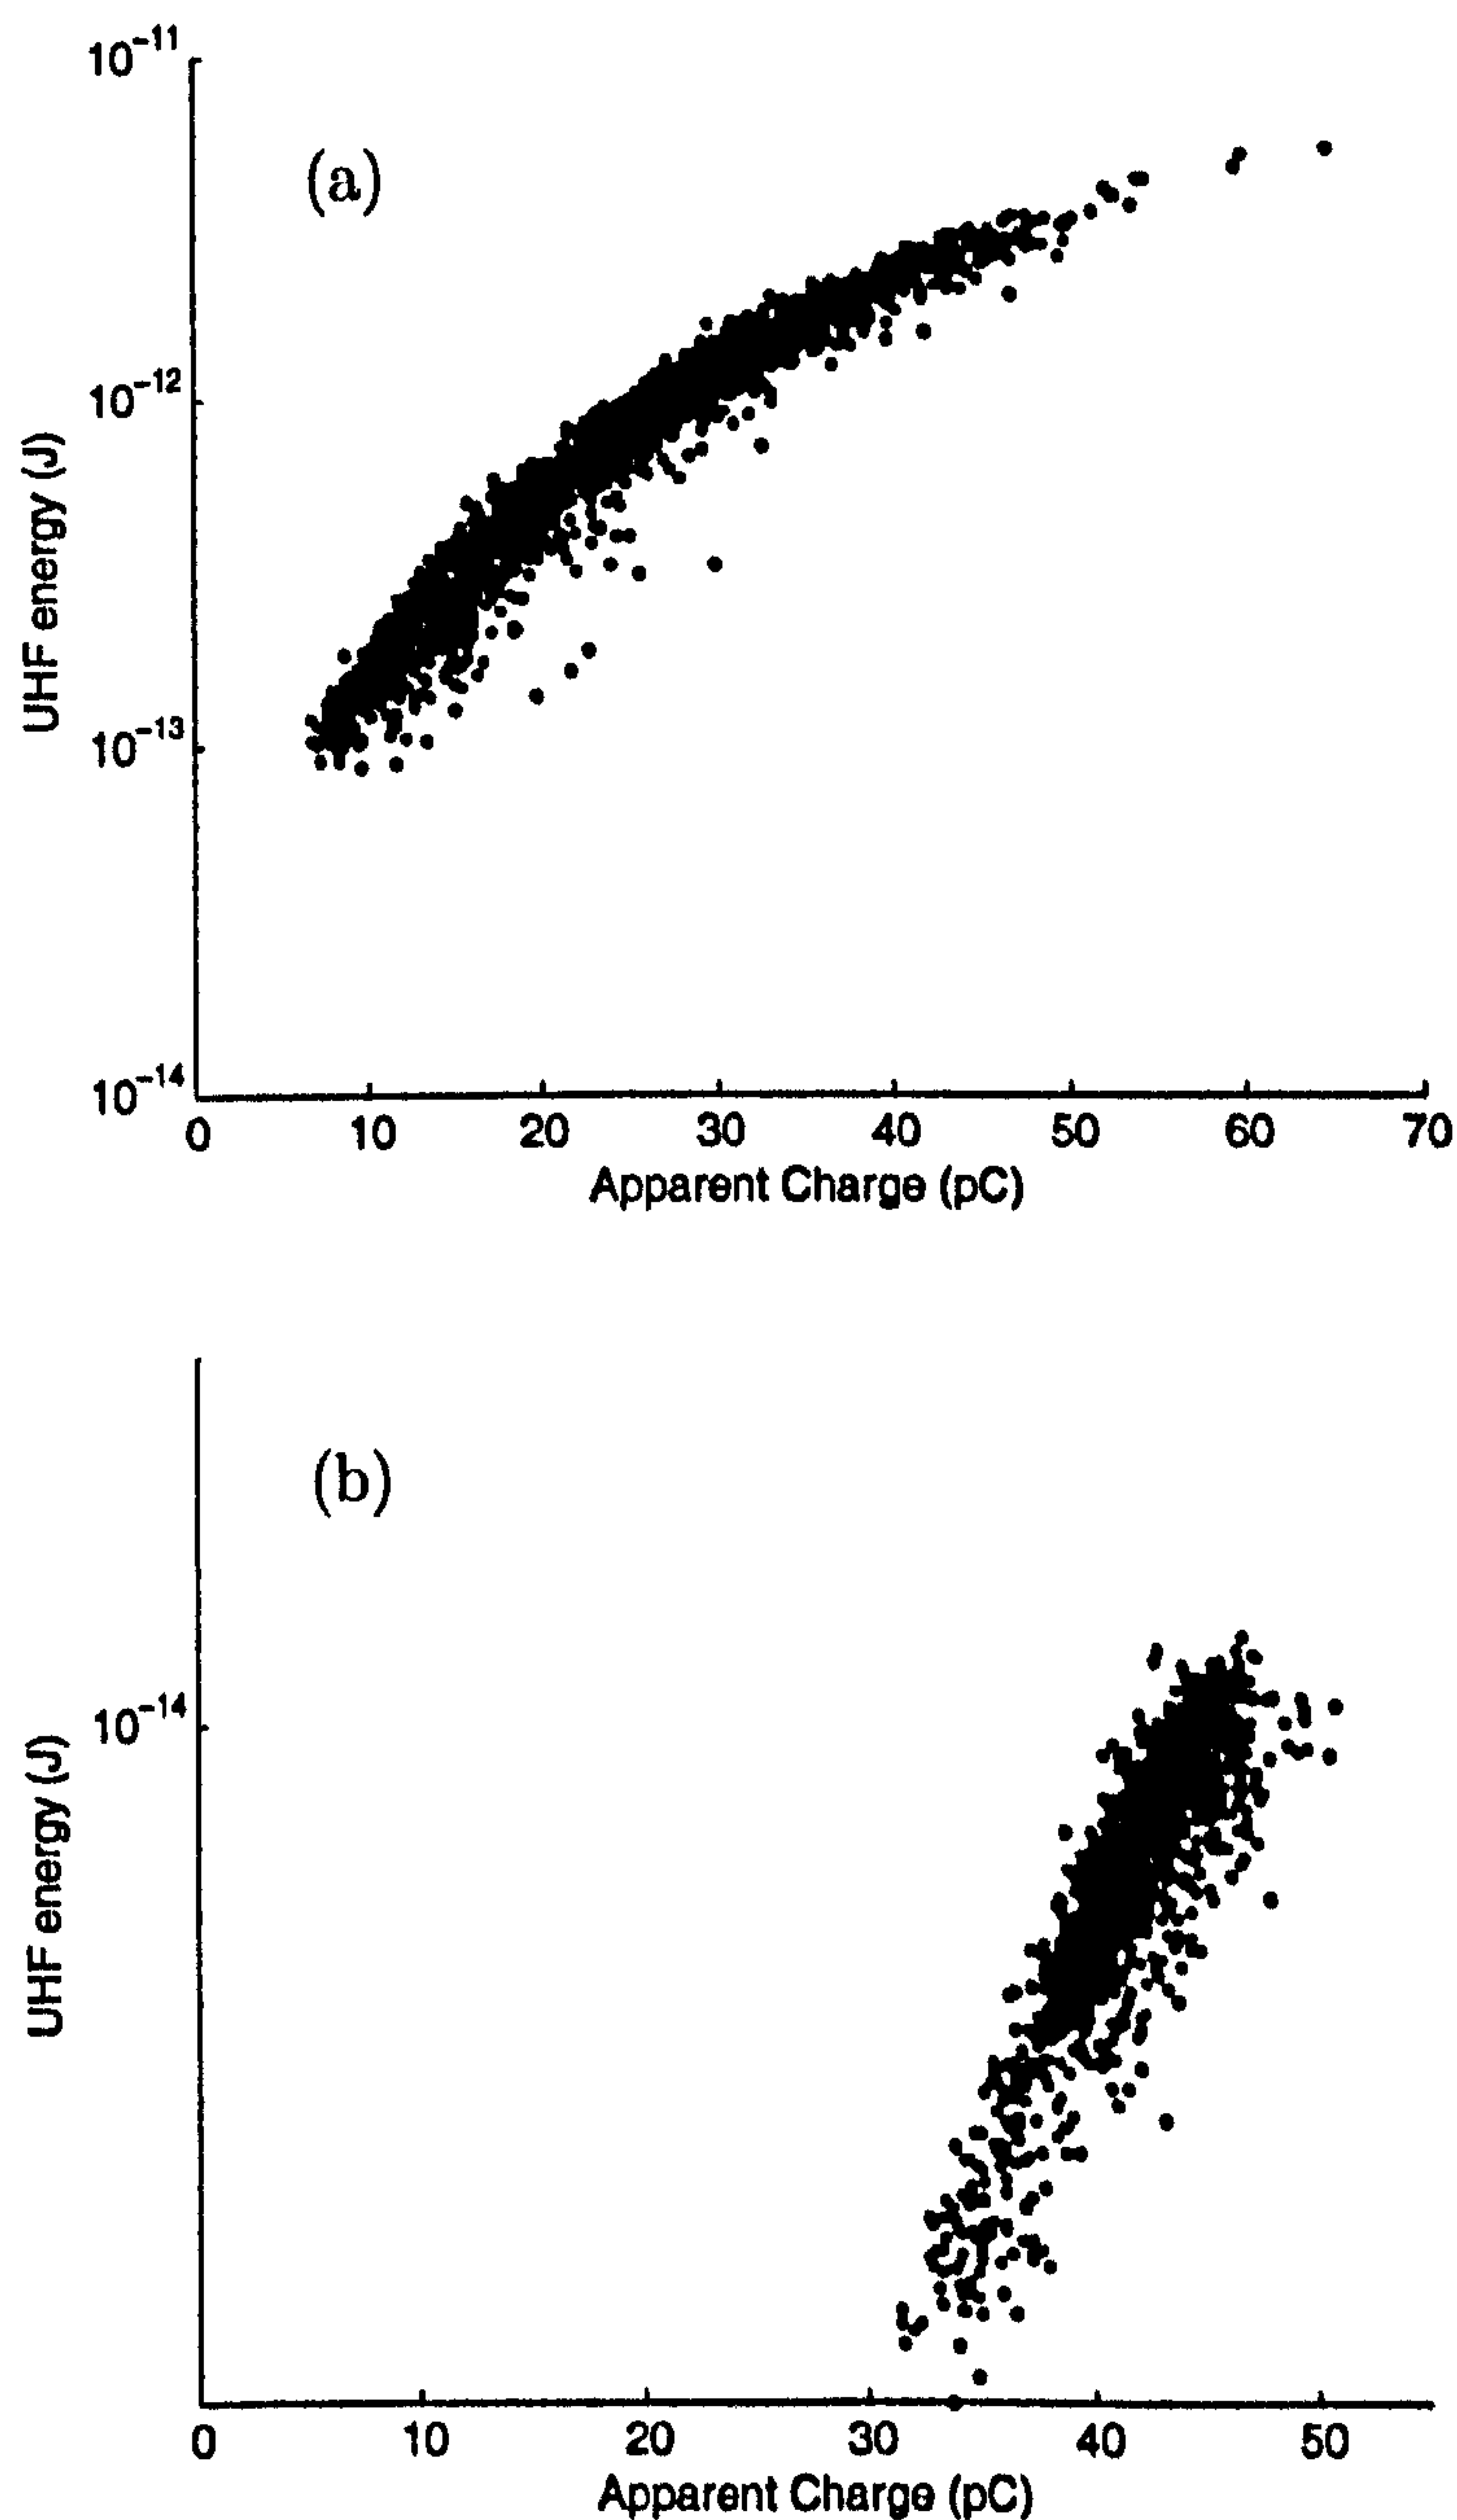 10^-11
(a)
10^-12
UHF energy (J)
10^-13
10^-14
0 10 20 30 40 50 60 70
Apparent Charge (pC)
(b)
10^-14
UHF energy (J)
0 10 20 30 40 50
Apparent Charge (pC)